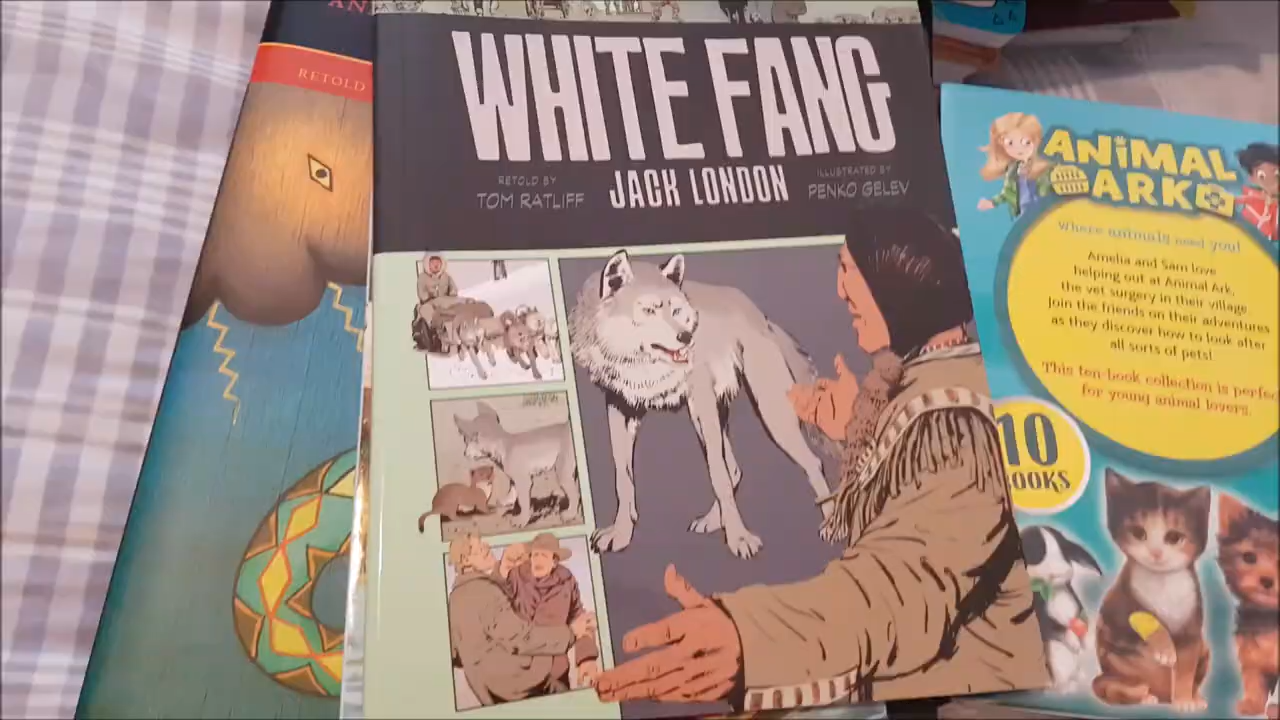 AN
RETOLD
WHITE FANG
RETOLD BY
TOM RATLIFF
JACK LONDON
ILLUSTRATED BY
PENKO GELEV
ANiMAL
ARK
Where animals need you!
Amelia and Sam love
helping out at Animal Ark,
the vet surgery in their village.
Join the friends on their adventures
as they discover how to look after
all sorts of pets!
This ten-book collection is perfec
for young animal lovers.
10
BOOKS